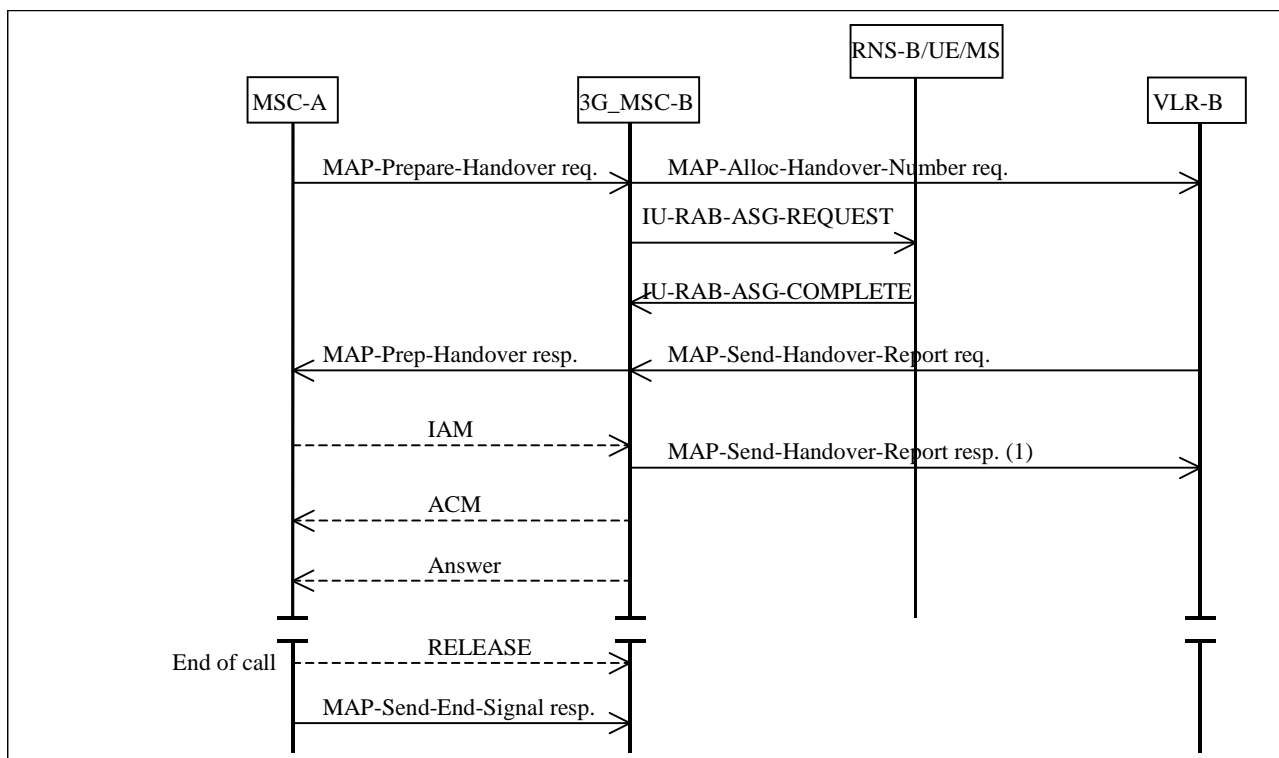 RNS-B/UE/MS
MSC-A
3G_MSC-B
VLR-B
MAP-Prepare-Handover req.
MAP-Alloc-Handover-Number req.
IU-RAB-ASG-REQUEST
IU-RAB-ASG-COMPLETE
MAP-Prep-Handover resp.
MAP-Send-Handover-Report req.
IAM
MAP-Send-Handover-Report resp. (1)
ACM
Answer
RELEASE
End of call
MAP-Send-End-Signal resp.